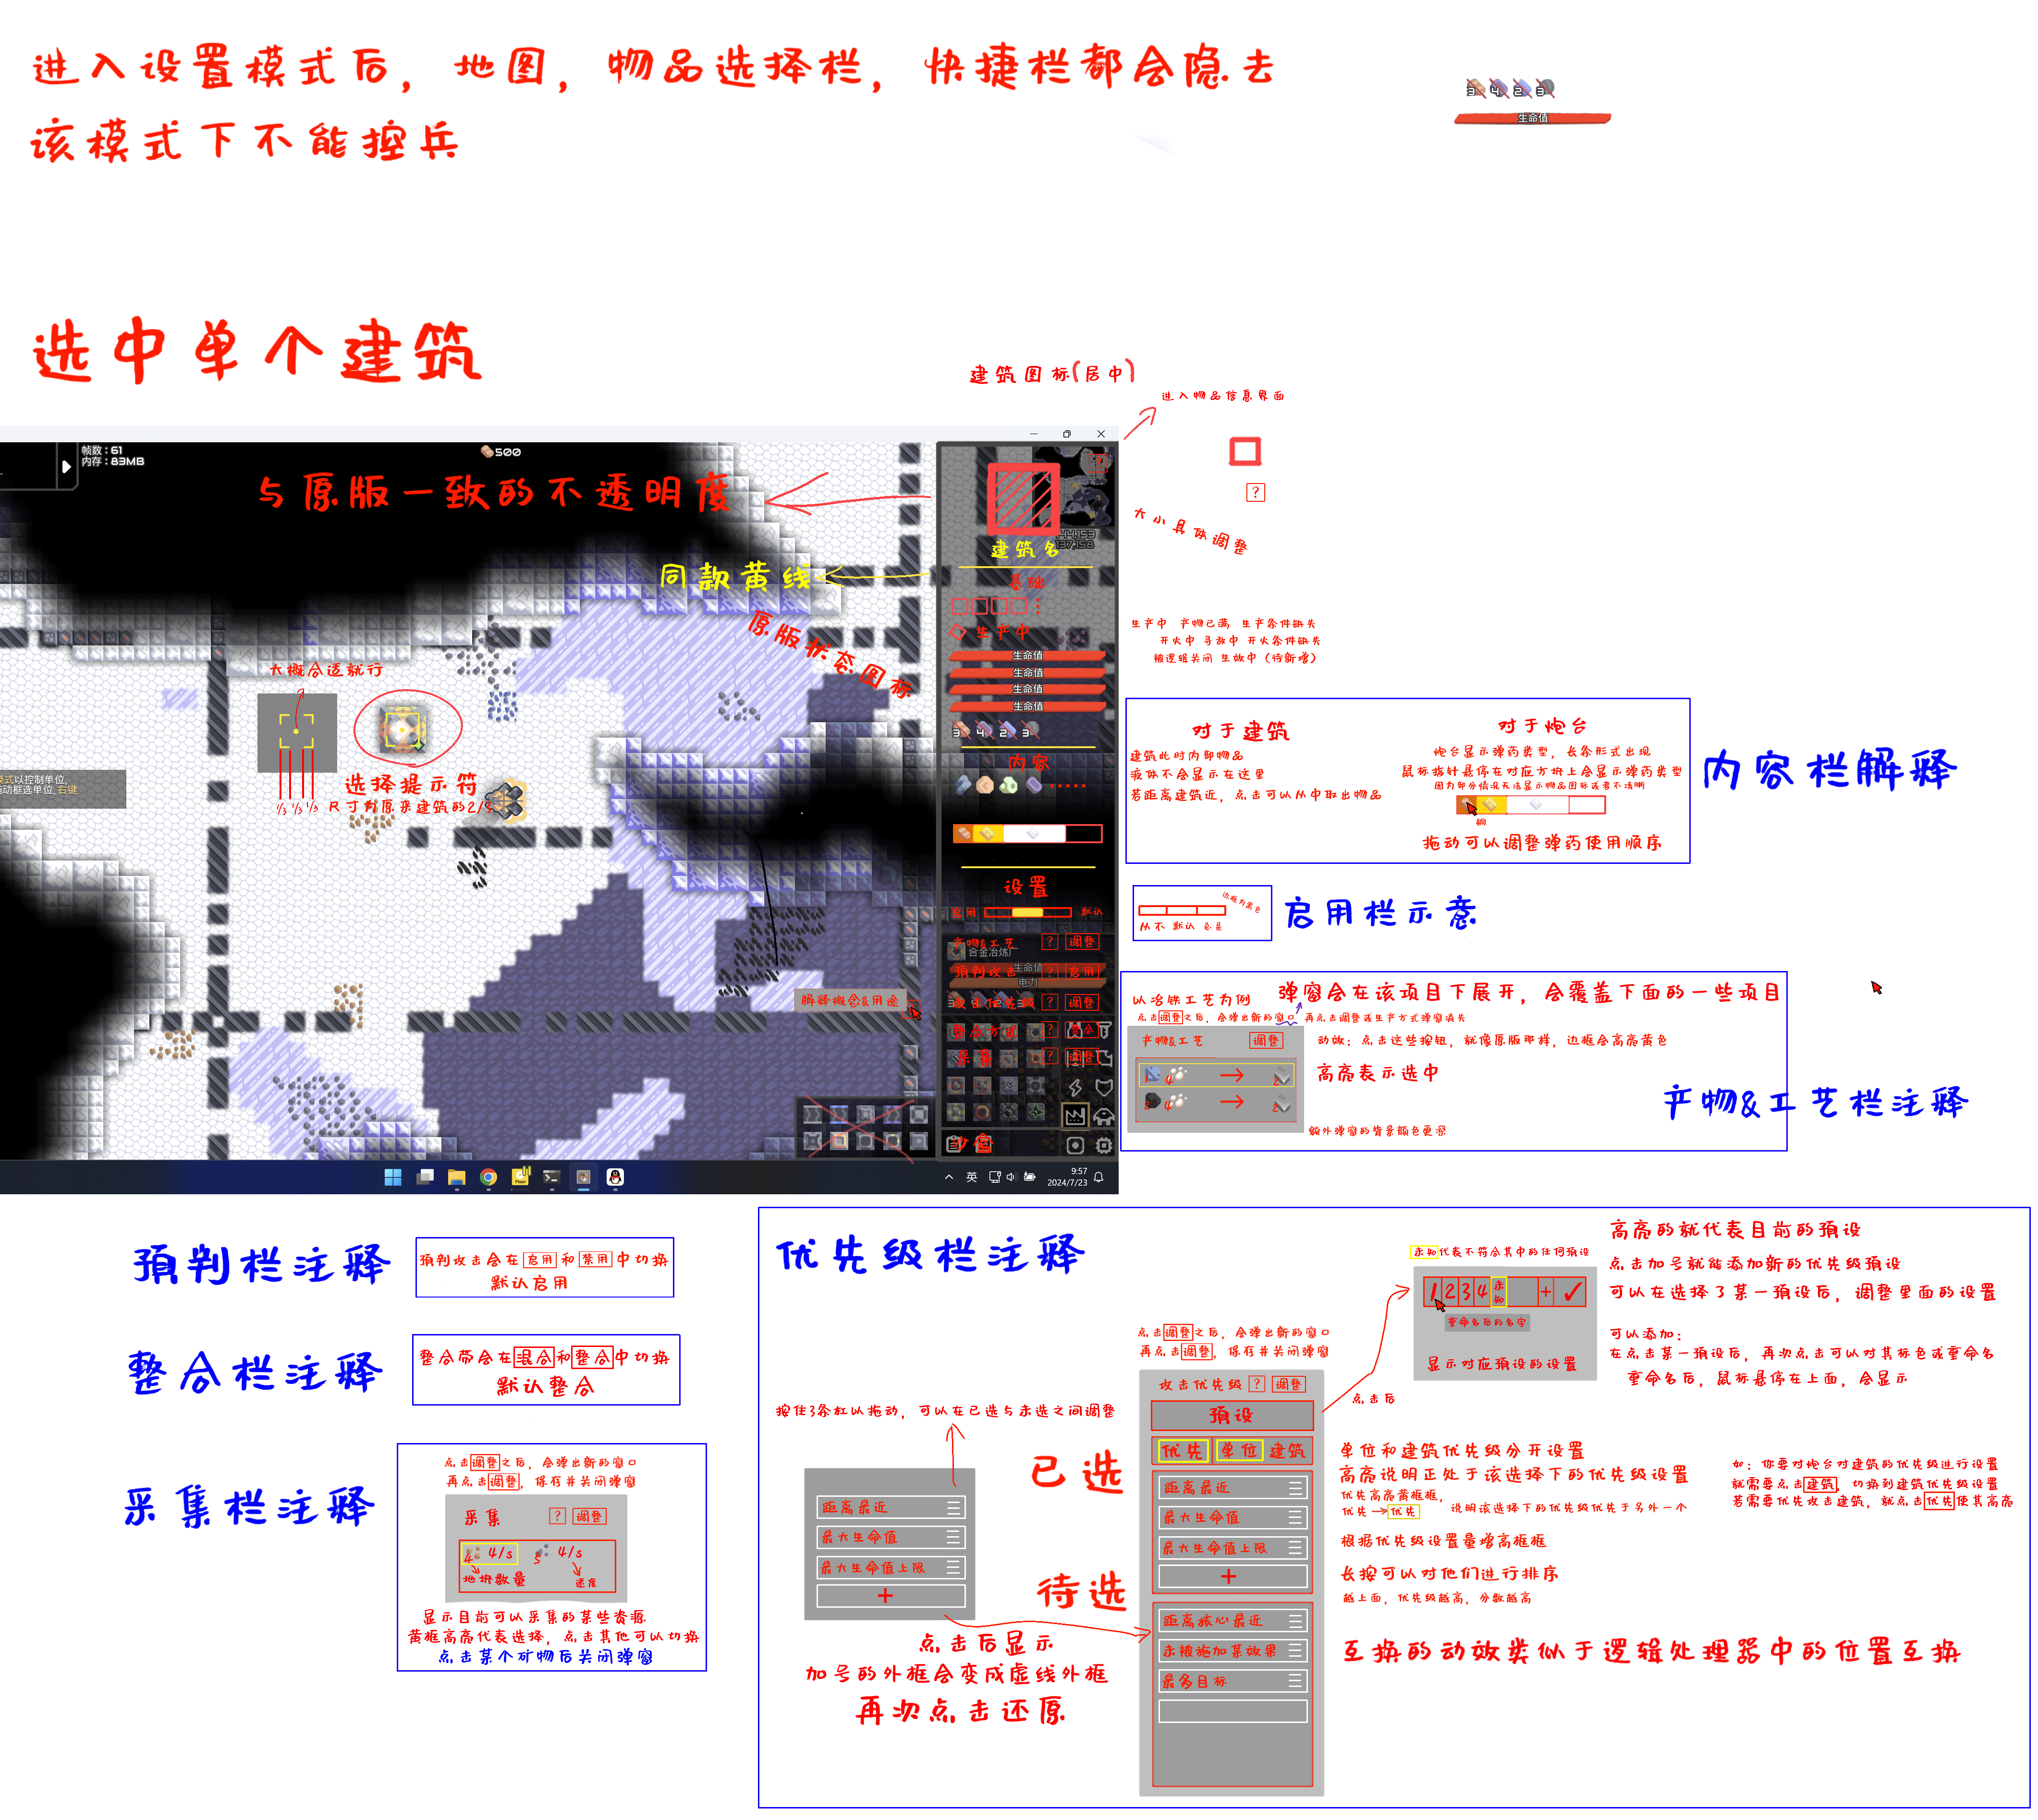 进入设置模式后，地图，物品选择栏，快捷栏都会隐去
该模式下不能控兵
3 4 2 3
生命值
选中单个建筑
建筑图标(居中)
进入物品信息界面
?
大小具体调整
帧数：61
内存：83MB
500
与原版一致的不透明度
?
建筑名
同款黄线
基础
生产中
原版状态图标
生命值
生命值
生命值
生命值
3 4 2 3
内容
设置
启用 默认
产物&工艺 ? 调整
合金冶炼厂
预判攻击 ? 启用
生命值
电力
攻击优先级 ? 调整
整合方式 ? 混合
采集 ? 调整
沙盒
大概合适就行
选择提示符
1/3 1/3 1/3 尺寸为原来建筑的2/3
模式以控制单位。
拖动框选单位。右键
解释概念&用途
英
9:57
2024/7/23
生产中 产物已满 生产条件缺失
开火中 寻敌中 开火条件缺失
被逻辑关闭 生效中（待新增）
对于建筑
建筑此时内部物品
液体不会显示在这里
若距离建筑近，点击可以从中取出物品
对于炮台
炮台显示弹药类型，长条形式出现
鼠标指针悬停在对应方块上会显示弹药类型
因为部分情况无法显示物品图标或者不清晰
铜
拖动可以调整弹药使用顺序
内容栏解释
边框为黑色
从不 默认 总是
启用栏示意
以冶铁工艺为例 弹窗会在该项目下展开，会覆盖下面的一些项目
点击调整之后，会弹出新的窗口 再点击调整或生产方式弹窗消失
产物&工艺 调整
动效：点击这些按钮，就像原版那样，边框会高亮黄色
高亮表示选中
额外弹窗的背景颜色更深
产物&工艺栏注释
预判栏注释
预判攻击会在启用和禁用中切换
默认启用
整合栏注释
整合带会在混合和整合中切换
默认整合
采集栏注释
点击调整之后，会弹出新的窗口
再点击调整，保存并关闭弹窗
采集 ? 调整
4 4/s 5 4/s
地块数量 速度
显示目前可以采集的某些资源
黄框高亮代表选择，点击其他可以切换
点击某个矿物后关闭弹窗
优先级栏注释
按住3条杠以拖动，可以在已选与未选之间调整
距离最近
最大生命值
最大生命值上限
+
点击后显示
加号的外框会变成虚线外框
再次点击还原
已选
待选
点击调整之后，会弹出新的窗口
再点击调整，保存并关闭弹窗
攻击优先级 ? 调整
预设
优先 单位 建筑
距离最近
最大生命值
最大生命值上限
+
距离核心最近
未被施加某效果
最多目标
点击后
未知代表不符合其中的任何预设
1 2 3 4 未知 + ✓
重命名后的名字
显示对应预设的设置
高亮的就代表目前的预设
点击加号就能添加新的优先级预设
可以在选择了某一预设后，调整里面的设置
可以添加：
在点击某一预设后，再次点击可以对其标色或重命名
重命名后，鼠标悬停在上面，会显示
单位和建筑优先级分开设置
高亮说明正处于该选择下的优先级设置
优先高亮黄框框，
优先→优先 说明该选择下的优先级优先于另外一个
根据优先级设置量增高框框
长按可以对他们进行排序
越上面，优先级越高，分数越高
如：你要对炮台对建筑的优先级进行设置
就需要点击建筑，切换到建筑优先级设置
若需要优先攻击建筑，就点击优先使其高亮
互换的动效类似于逻辑处理器中的位置互换